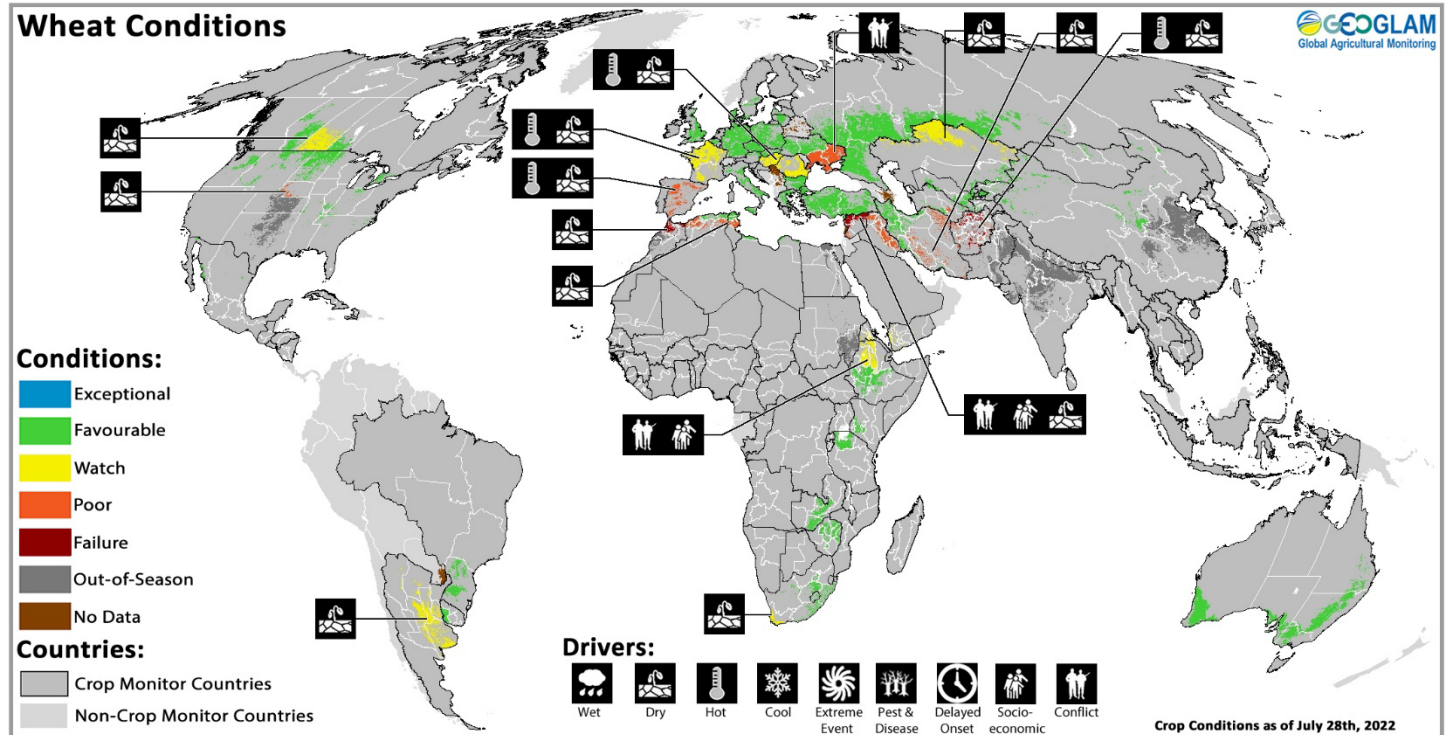 Wheat Conditions
GEOGLAM
Global Agricultural Monitoring
Conditions:
Exceptional
Favourable
Watch
Poor
Failure
Out-of-Season
No Data
Countries:
Crop Monitor Countries
Non-Crop Monitor Countries
Drivers:
Wet
Dry
Hot
Cool
Extreme
Event
Pest &
Disease
Delayed
Onset
Socio-
economic
Conflict
Crop Conditions as of July 28th, 2022